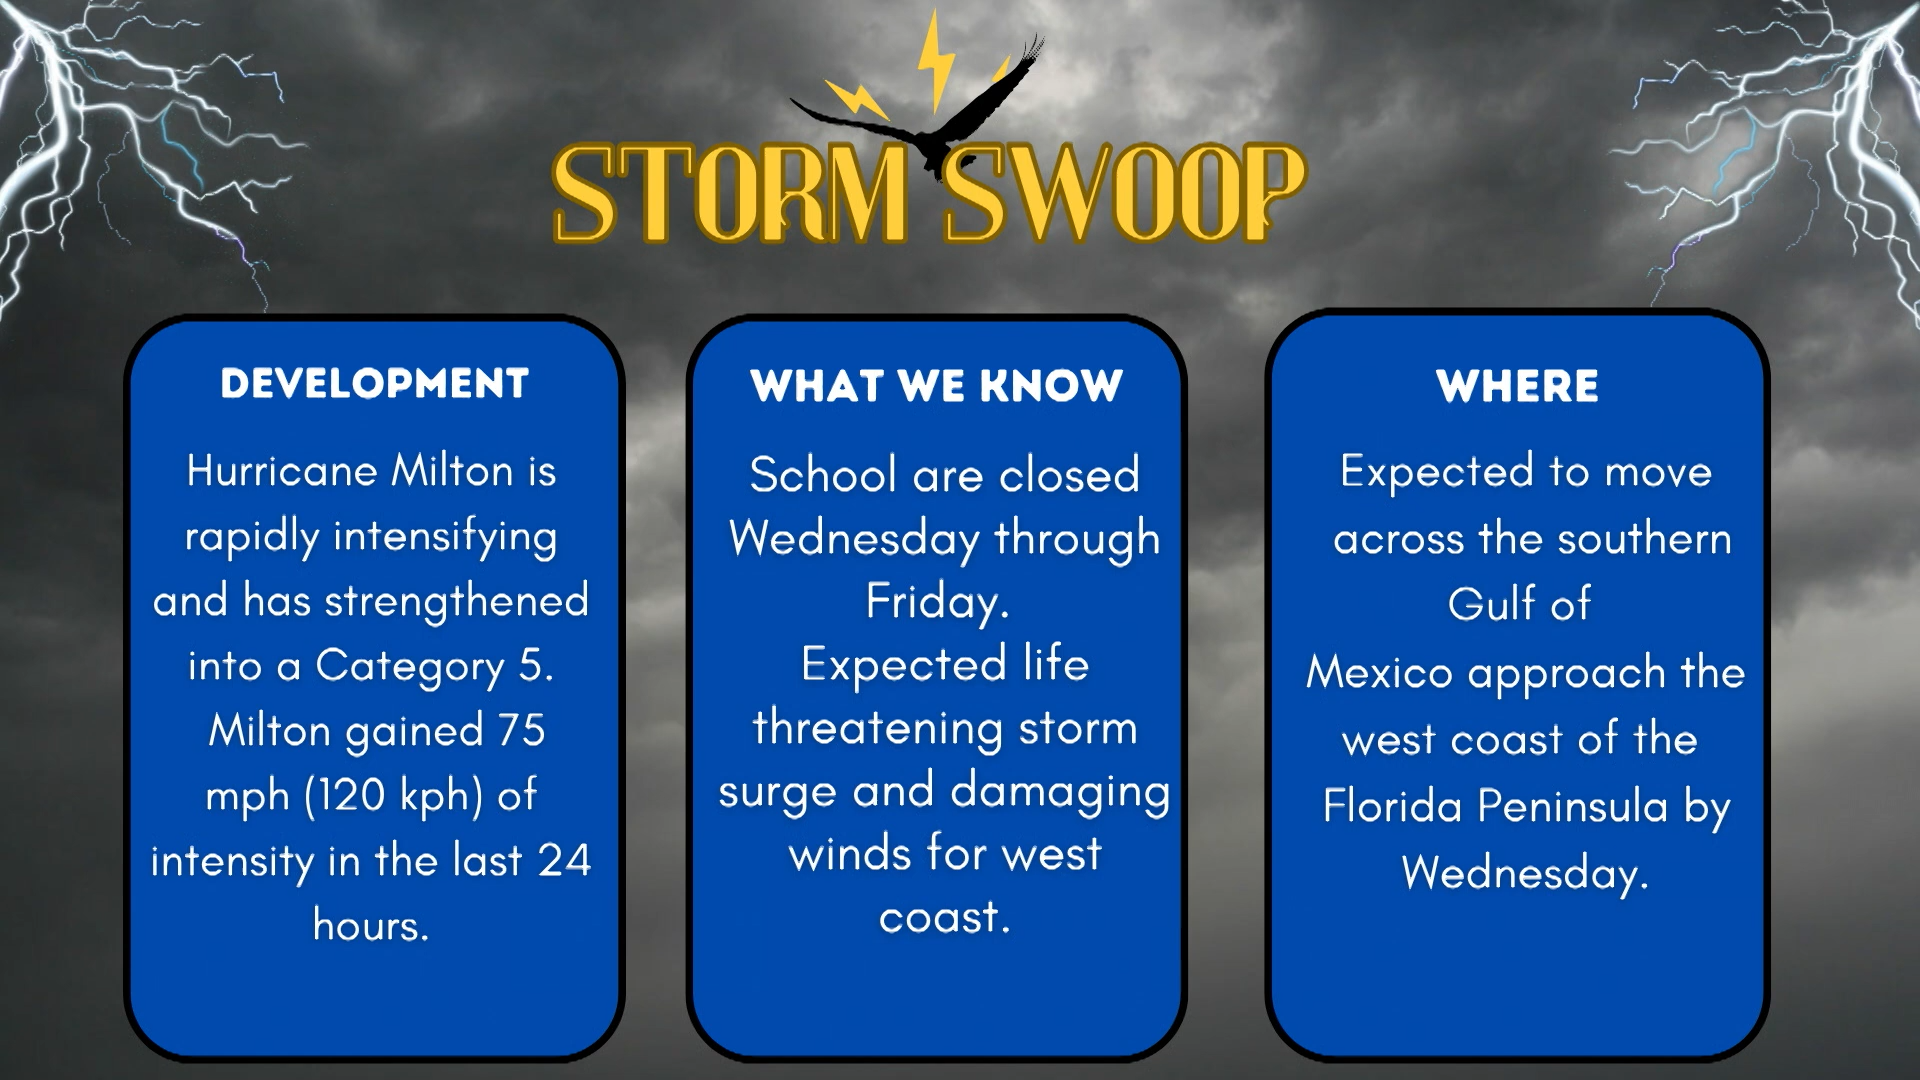 STORM SWOOP
DEVELOPMENT
Hurricane Milton is
rapidly intensifying
and has strengthened
into a Category 5.
Milton gained 75
mph (120 kph) of
intensity in the last 24
hours.
WHAT WE KNOW
School are closed
Wednesday through
Friday.
Expected life
threatening storm
surge and damaging
winds for west
coast.
WHERE
Expected to move
across the southern
Gulf of
Mexico approach the
west coast of the
Florida Peninsula by
Wednesday.